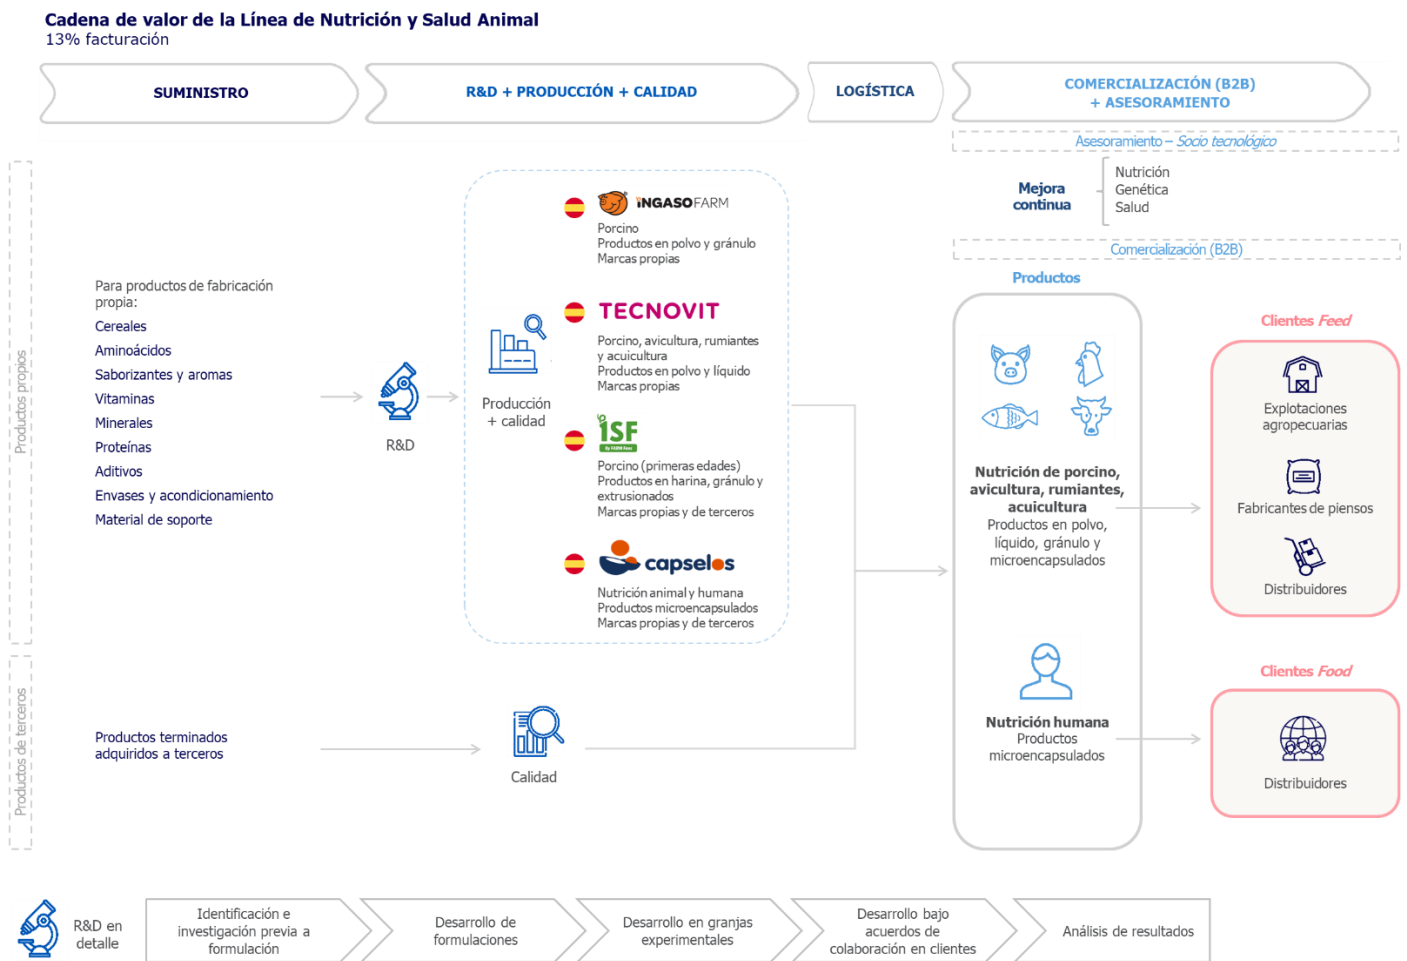 Cadena de valor de la Línea de Nutrición y Salud Animal
13% facturación
SUMINISTRO
R&D + PRODUCCIÓN + CALIDAD
LOGÍSTICA
COMERCIALIZACIÓN (B2B)
+ ASESORAMIENTO
Asesoramiento – Socio tecnológico
Mejora
continua
Nutrición
Genética
Salud
Comercialización (B2B)
Productos propios
Para productos de fabricación
propia:
Cereales
Aminoácidos
Saborizantes y aromas
Vitaminas
Minerales
Proteínas
Aditivos
Envases y acondicionamiento
Material de soporte
R&D
Producción
+ calidad
iNGASOFARM
Porcino
Productos en polvo y gránulo
Marcas propias
TECNOVIT
Porcino, avicultura, rumiantes
y acuicultura
Productos en polvo y líquido
Marcas propias
iSF
By FARM Faes
Porcino (primeras edades)
Productos en harina, gránulo y
extrusionados
Marcas propias y de terceros
capselos
Nutrición animal y humana
Productos microencapsulados
Marcas propias y de terceros
Productos
Nutrición de porcino,
avicultura, rumiantes,
acuicultura
Productos en polvo,
líquido, gránulo y
microencapsulados
Nutrición humana
Productos
microencapsulados
Clientes Feed
Explotaciones
agropecuarias
Fabricantes de piensos
Distribuidores
Clientes Food
Distribuidores
Productos de terceros
Productos terminados
adquiridos a terceros
Calidad
R&D en
detalle
Identificación e
investigación previa a
formulación
Desarrollo de
formulaciones
Desarrollo en granjas
experimentales
Desarrollo bajo
acuerdos de
colaboración en clientes
Análisis de resultados